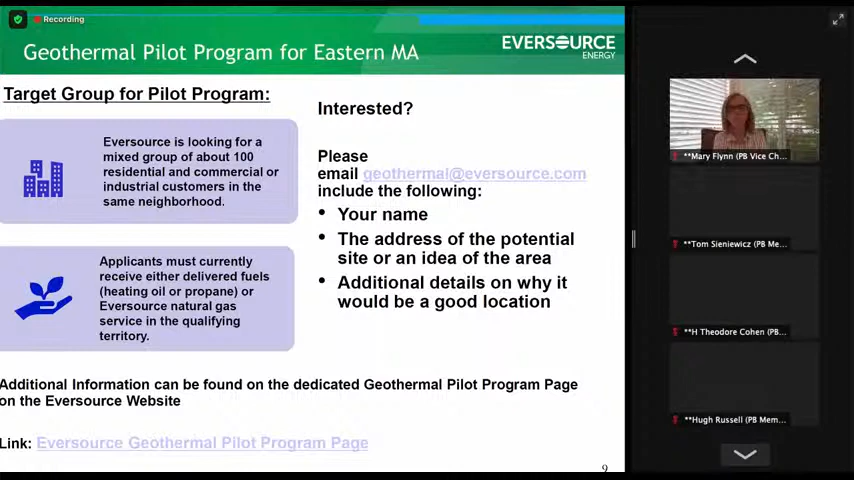 Recording
Geothermal Pilot Program for Eastern MA
EVERSOURCE
ENERGY
Target Group for Pilot Program:
Eversource is looking for a
mixed group of about 100
residential and commercial or
industrial customers in the
same neighborhood.
Applicants must currently
receive either delivered fuels
(heating oil or propane) or
Eversource natural gas
service in the qualifying
territory.
Interested?
Please
email geothermal@eversource.com
include the following:
• Your name
• The address of the potential
site or an idea of the area
• Additional details on why it
would be a good location
Additional Information can be found on the dedicated Geothermal Pilot Program Page
on the Eversource Website
Link: Eversource Geothermal Pilot Program Page
9
**Mary Flynn (PB Vice Ch...
**Tom Sieniewicz (PB Me...
**H Theodore Cohen (PB...
**Hugh Russell (PB Mem...